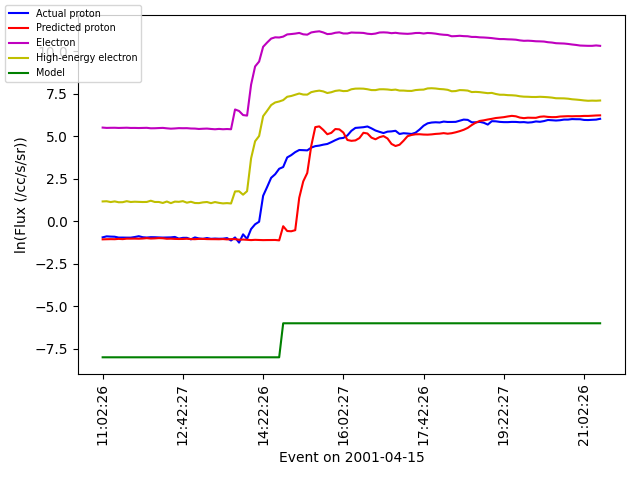 Actual proton
Predicted proton
Electron
High-energy electron
Model
10.0
7.5
5.0
2.5
0.0
−2.5
−5.0
−7.5
ln(Flux (/cc/s/sr))
11:02:26
12:42:27
14:22:26
16:02:27
17:42:26
19:22:27
21:02:26
Event on 2001-04-15